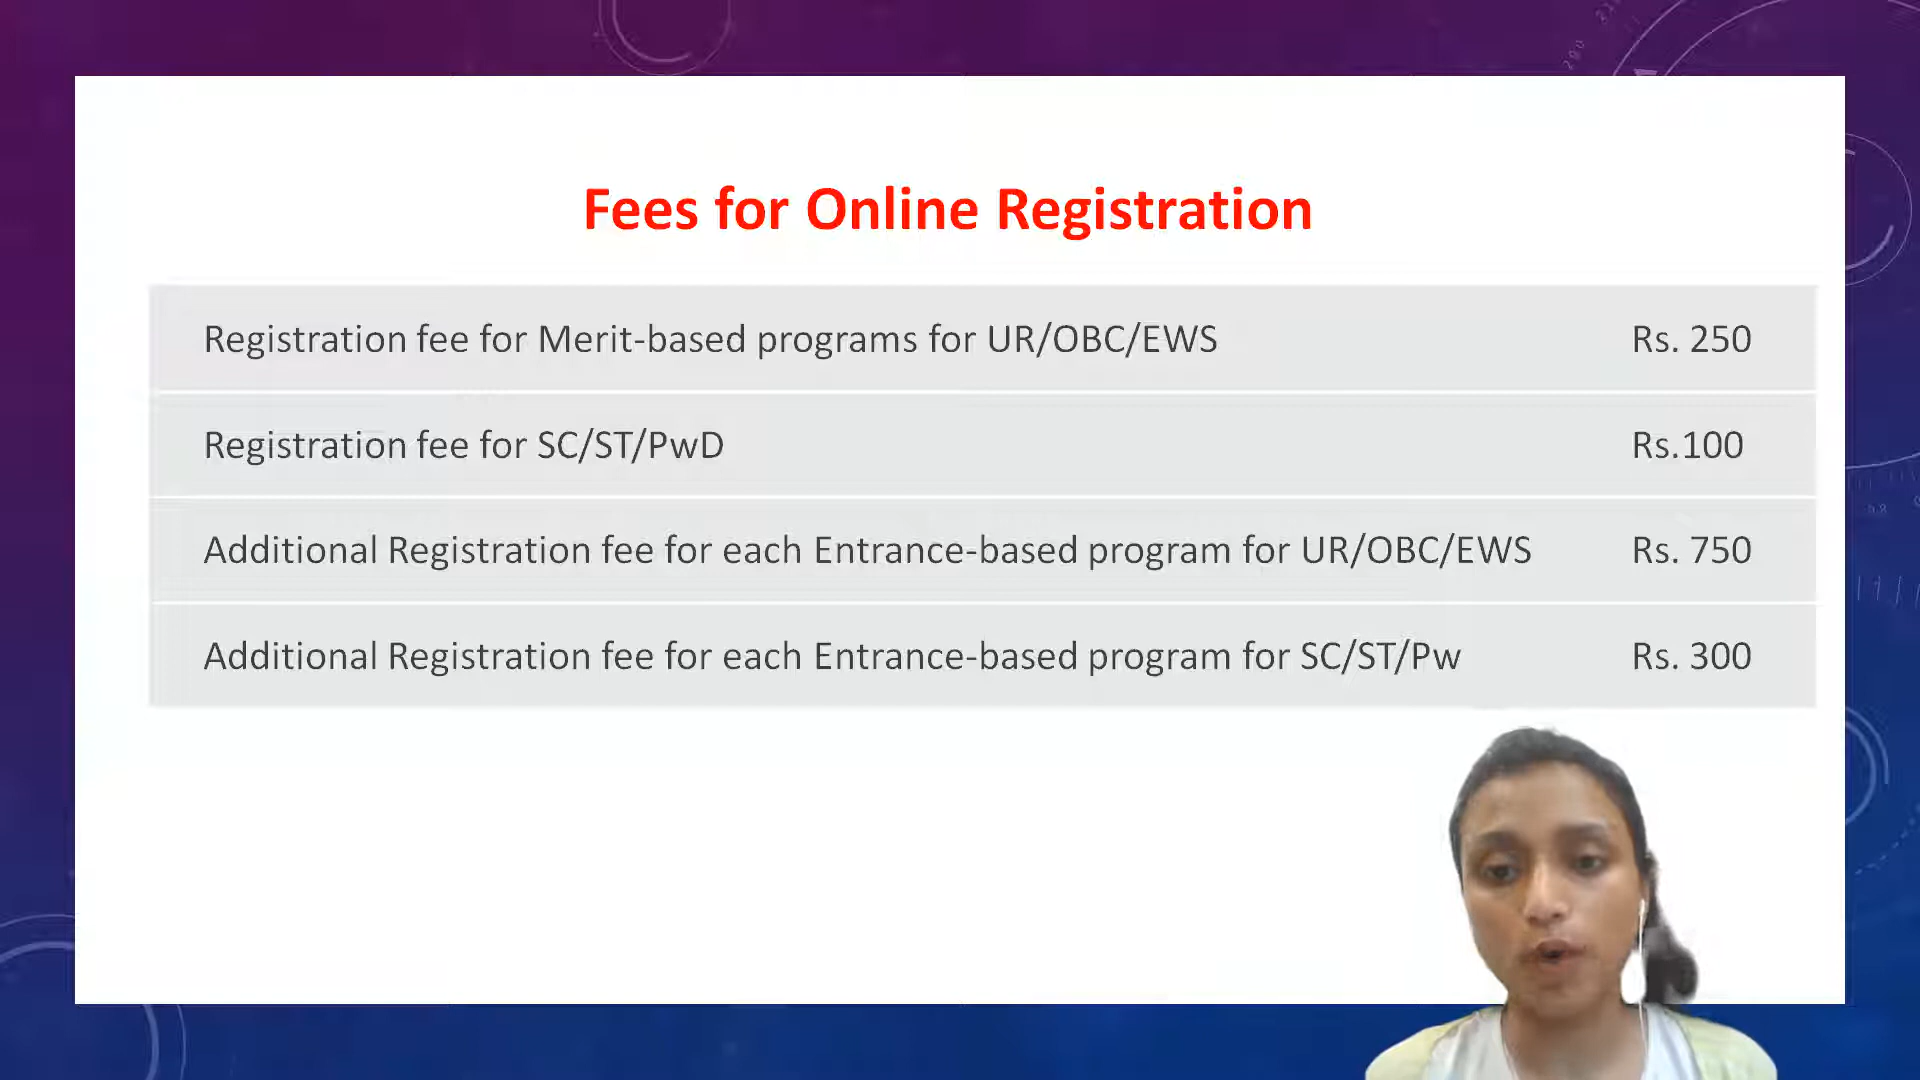 Fees for Online Registration
Registration fee for Merit-based programs for UR/OBC/EWS Rs. 250
Registration fee for SC/ST/PwD Rs.100
Additional Registration fee for each Entrance-based program for UR/OBC/EWS Rs. 750
Additional Registration fee for each Entrance-based program for SC/ST/Pw Rs. 300